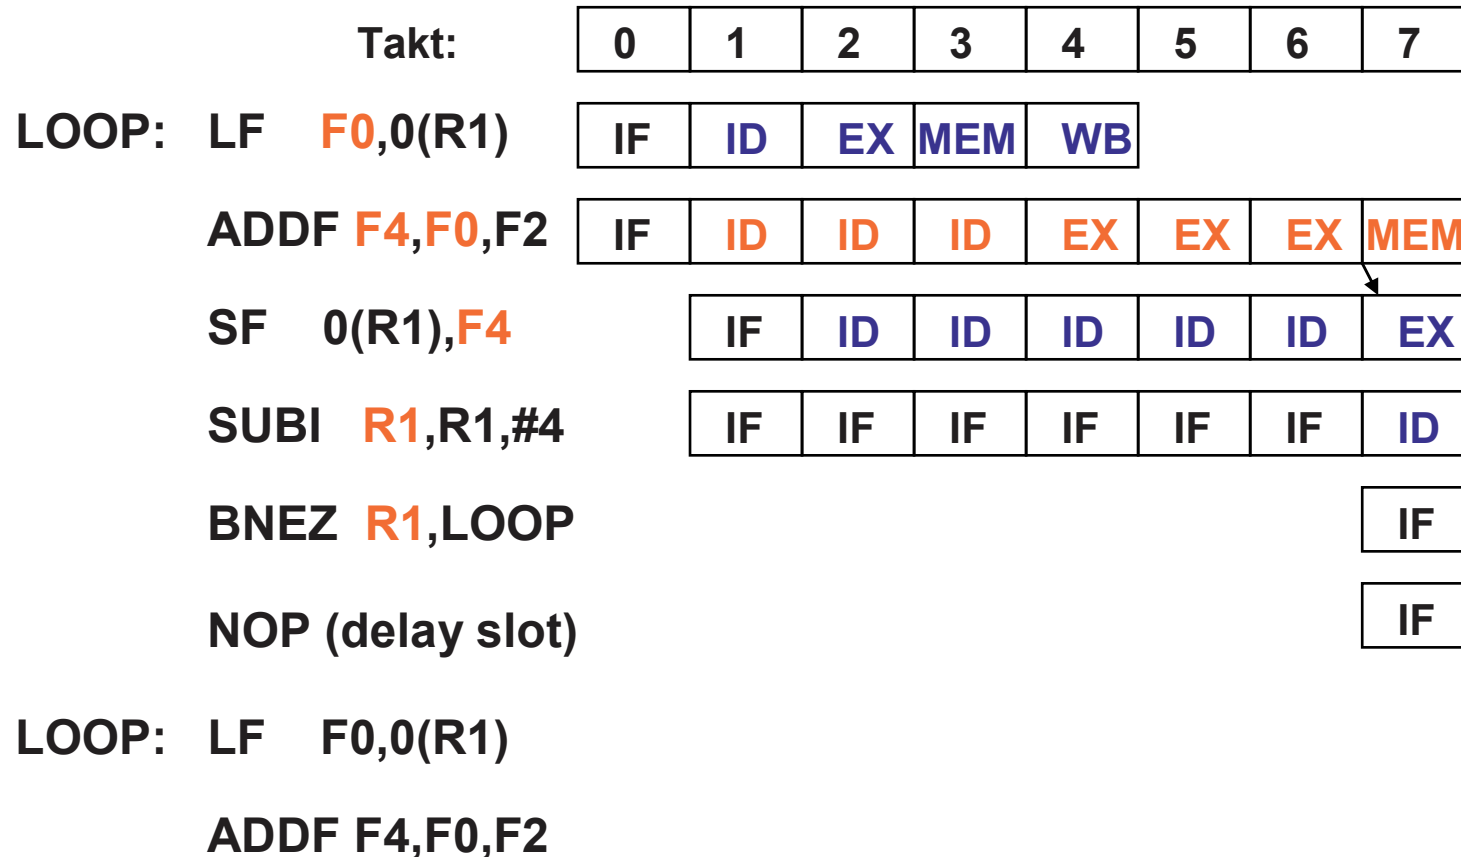 Takt: 0 1 2 3 4 5 6 7
LOOP: LF F0,0(R1) IF ID EX MEM WB
ADDF F4,F0,F2 IF ID ID ID EX EX EX MEM
SF 0(R1),F4 IF ID ID ID ID ID EX
SUBI R1,R1,#4 IF IF IF IF IF IF ID
BNEZ R1,LOOP IF
NOP (delay slot) IF
LOOP: LF F0,0(R1)
ADDF F4,F0,F2